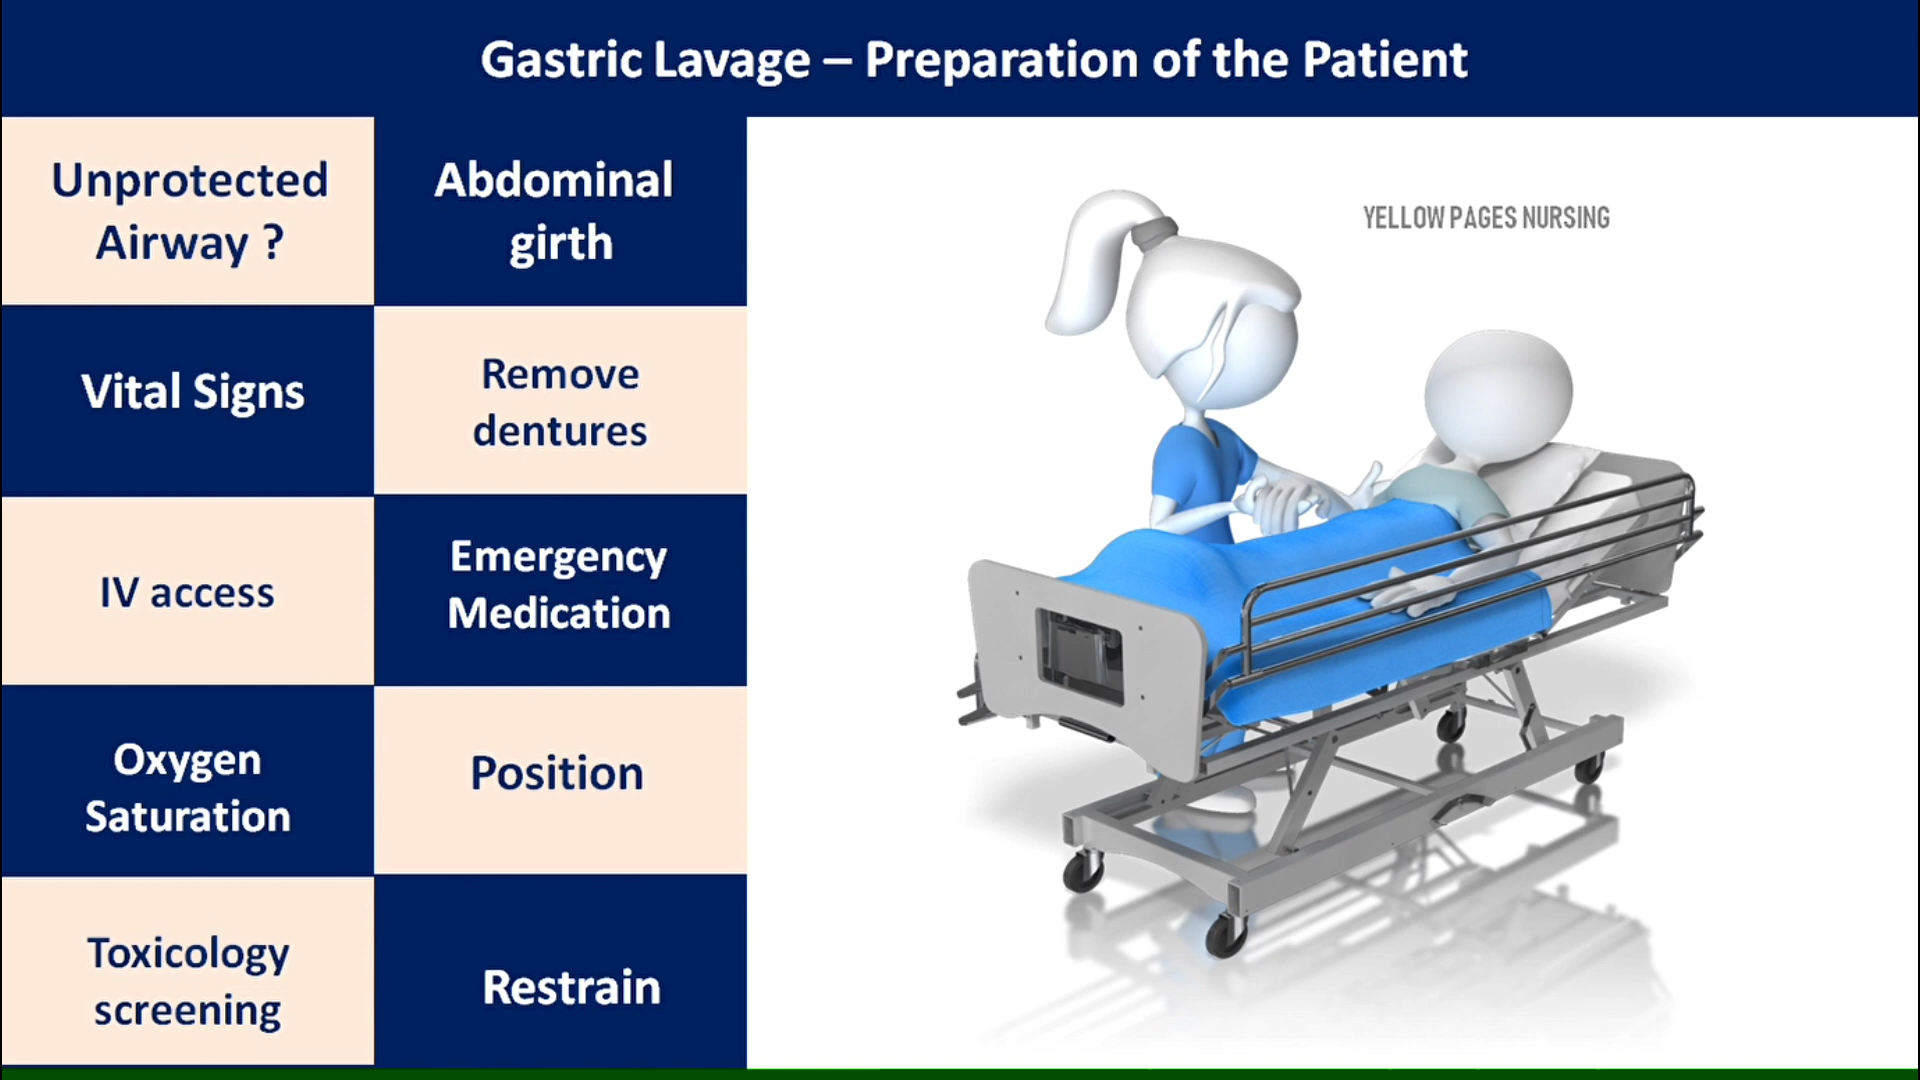 Gastric Lavage – Preparation of the Patient
Unprotected
Airway ?
Abdominal
girth
Vital Signs
Remove
dentures
IV access
Emergency
Medication
Oxygen
Saturation
Position
Toxicology
screening
Restrain
YELLOW PAGES NURSING